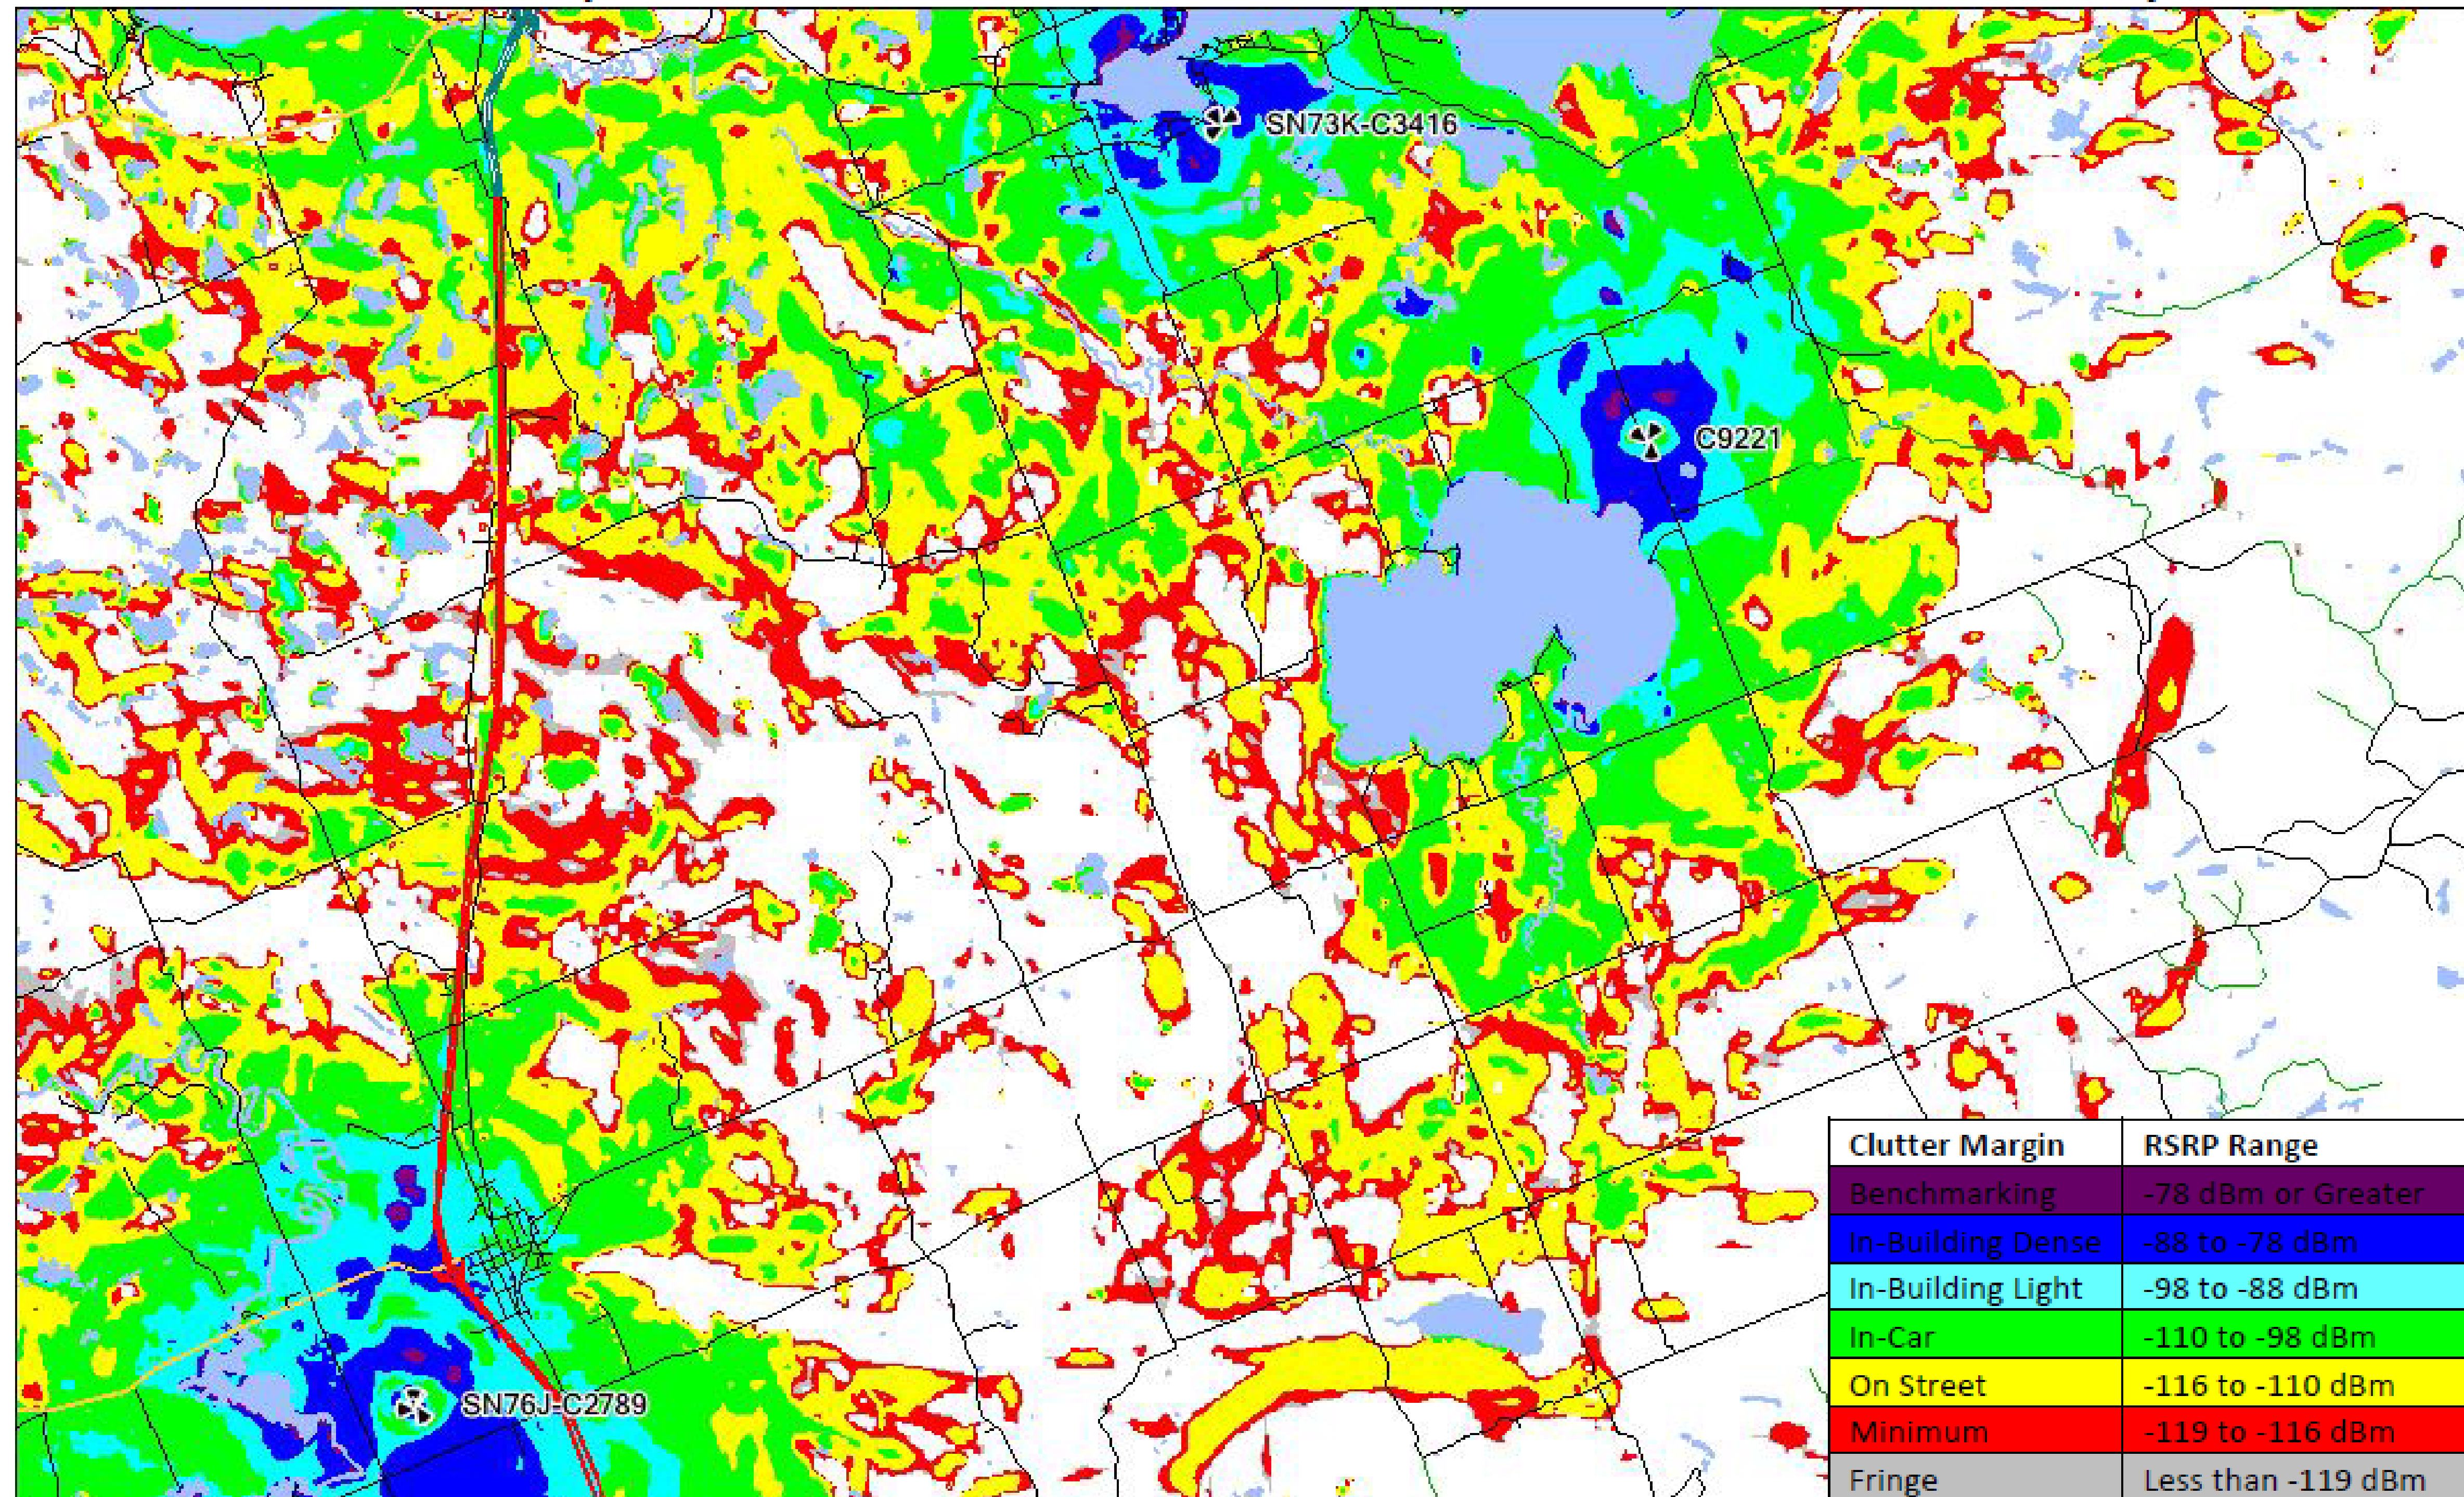 SN73K-C3416
C9221
SN76J-C2789
Clutter Margin RSRP Range
Benchmarking -78 dBm or Greater
In-Building Dense -88 to -78 dBm
In-Building Light -98 to -88 dBm
In-Car -110 to -98 dBm
On Street -116 to -110 dBm
Minimum -119 to -116 dBm
Fringe Less than -119 dBm